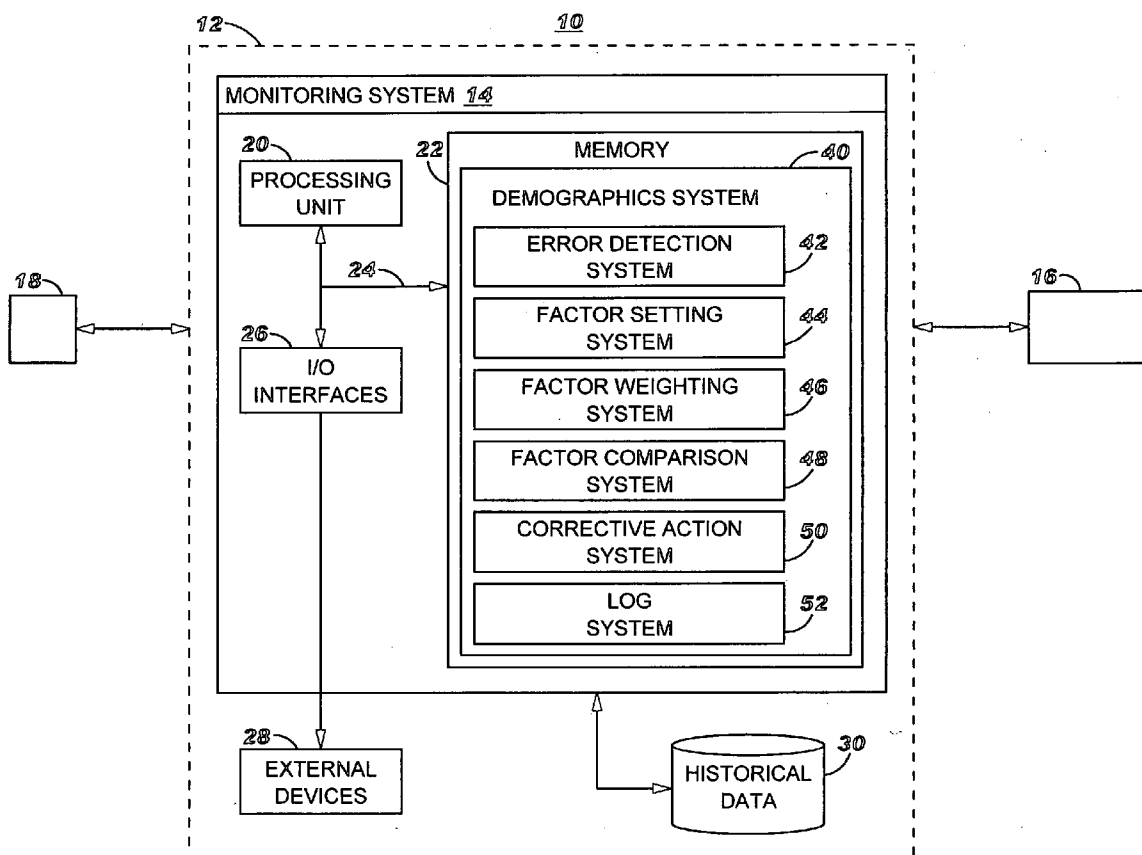 12
10
MONITORING SYSTEM 14
20
PROCESSING
UNIT
22
MEMORY
40
DEMOGRAPHICS SYSTEM
ERROR DETECTION
SYSTEM
42
24
18
16
FACTOR SETTING
SYSTEM
44
26
I/O
INTERFACES
FACTOR WEIGHTING
SYSTEM
46
FACTOR COMPARISON
SYSTEM
48
CORRECTIVE ACTION
SYSTEM
50
LOG
SYSTEM
52
28
EXTERNAL
DEVICES
HISTORICAL
DATA
30